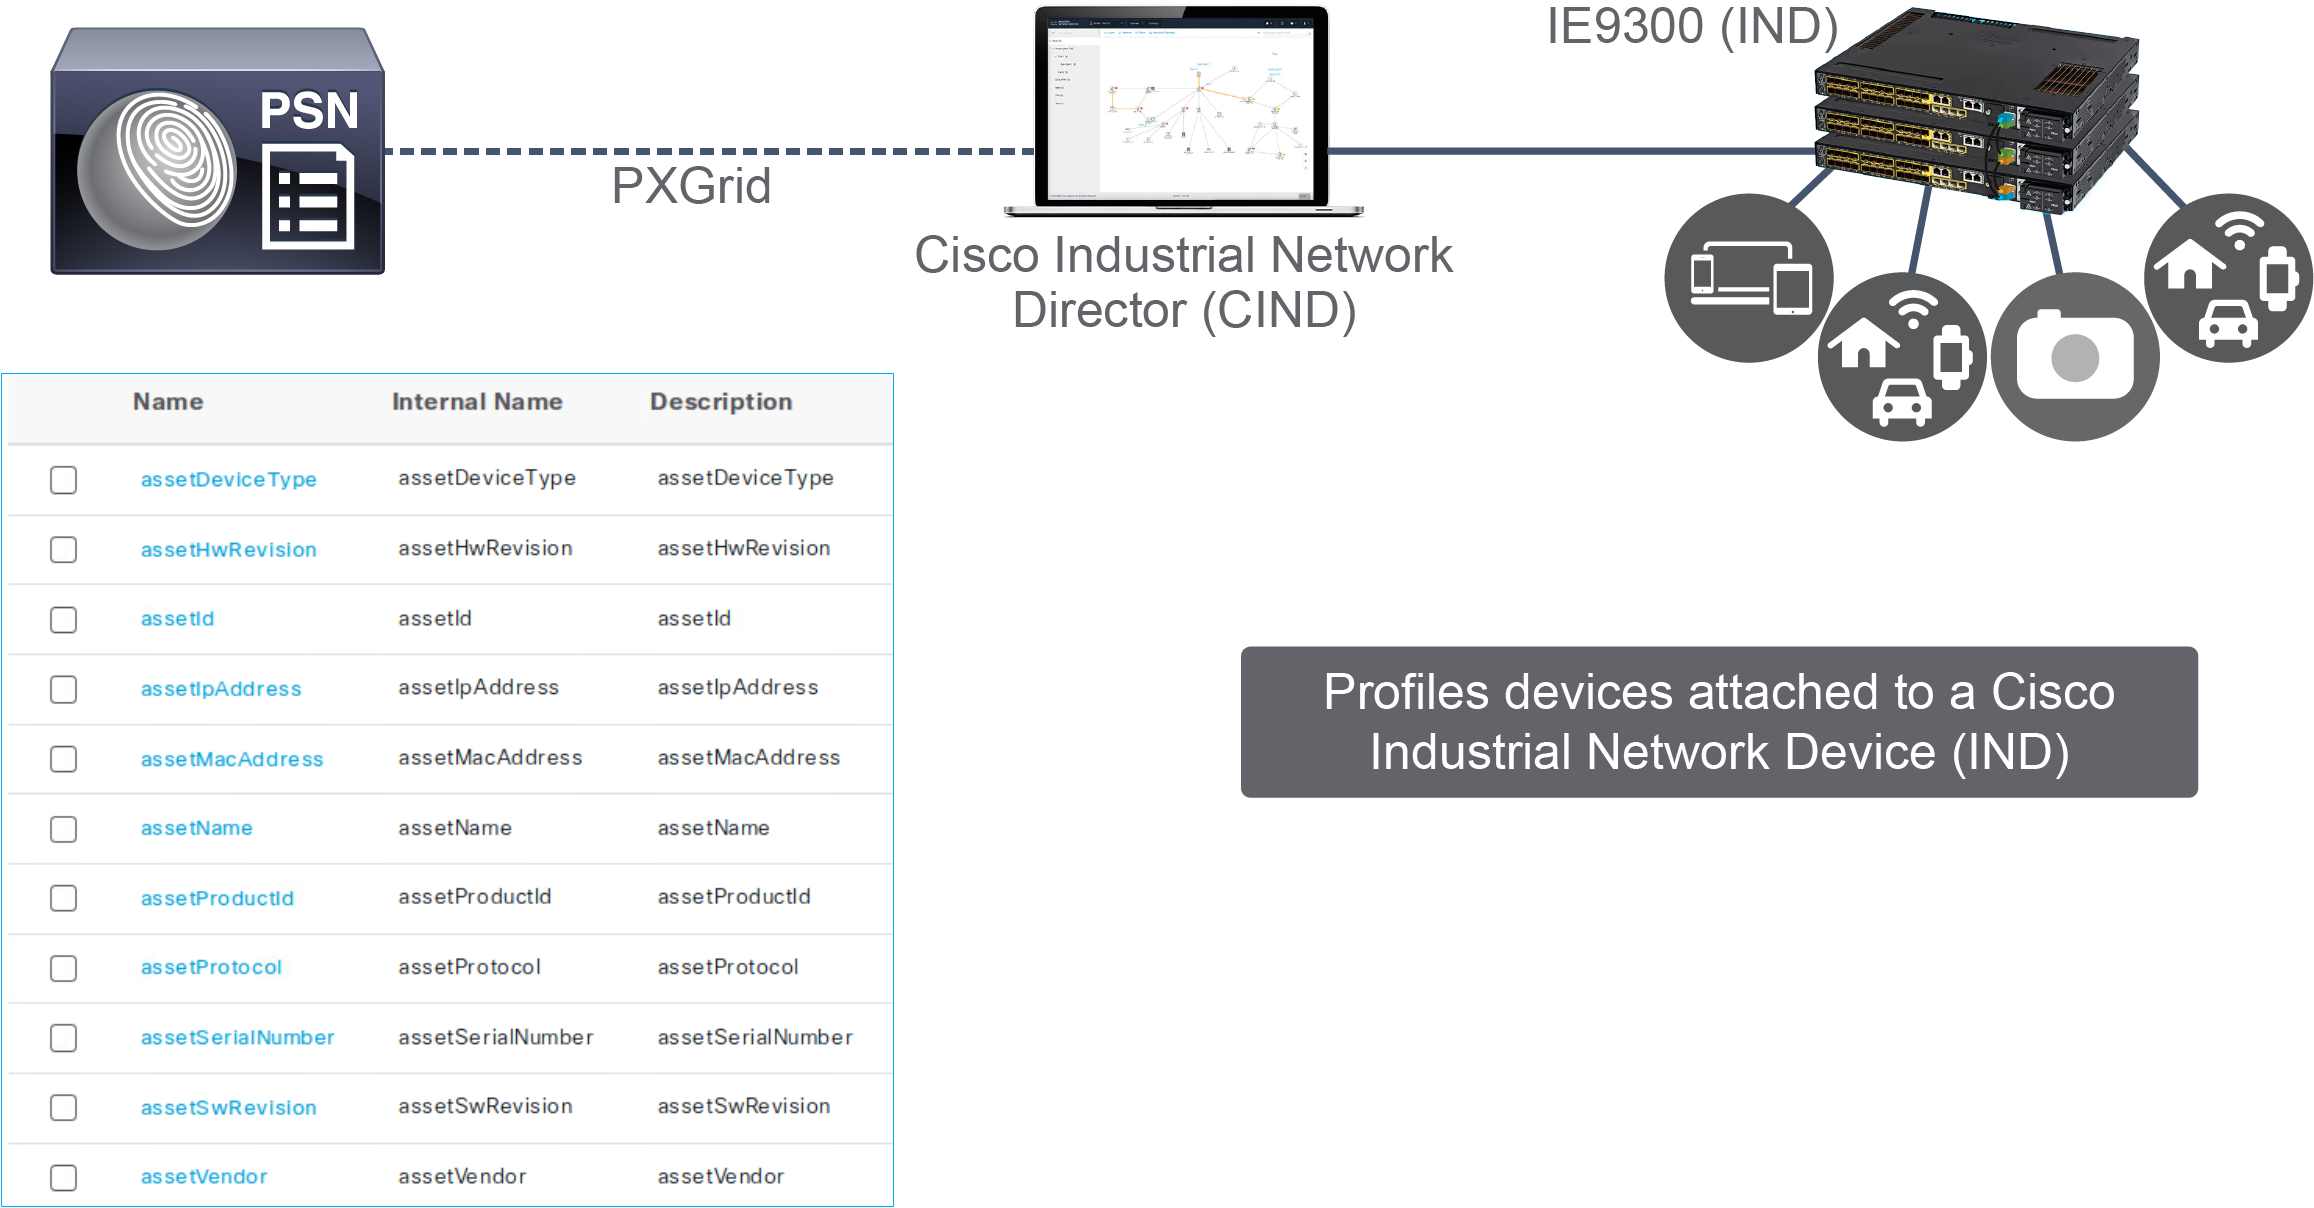 PSN
PXGrid
Cisco Industrial Network
Director (CIND)
IE9300 (IND)
Name Internal Name Description
assetDeviceType assetDeviceType assetDeviceType
assetHwRevision assetHwRevision assetHwRevision
assetId assetId assetId
assetIpAddress assetIpAddress assetIpAddress
assetMacAddress assetMacAddress assetMacAddress
assetName assetName assetName
assetProductId assetProductId assetProductId
assetProtocol assetProtocol assetProtocol
assetSerialNumber assetSerialNumber assetSerialNumber
assetSwRevision assetSwRevision assetSwRevision
assetVendor assetVendor assetVendor
Profiles devices attached to a Cisco
Industrial Network Device (IND)